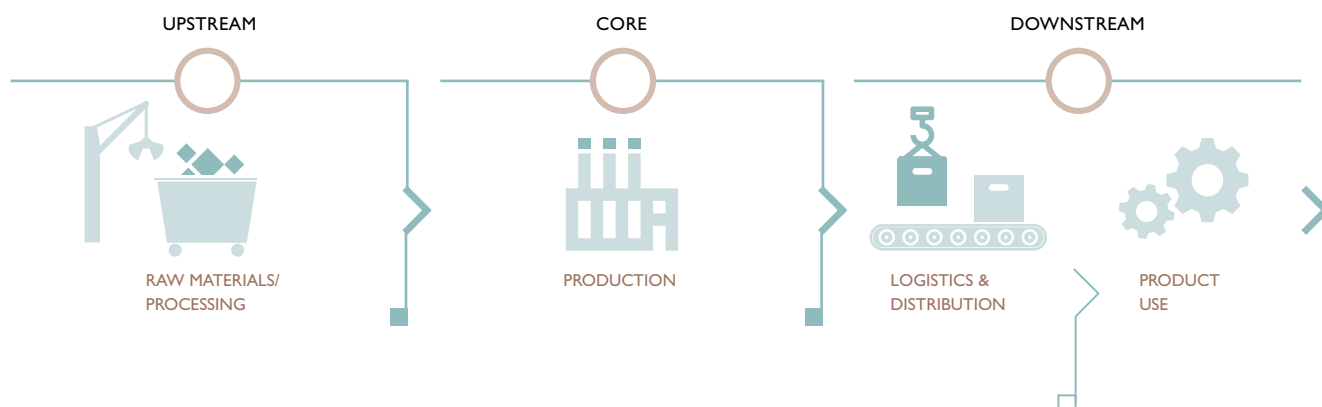 UPSTREAM
CORE
DOWNSTREAM
RAW MATERIALS/
PROCESSING
PRODUCTION
LOGISTICS &
DISTRIBUTION
PRODUCT
USE